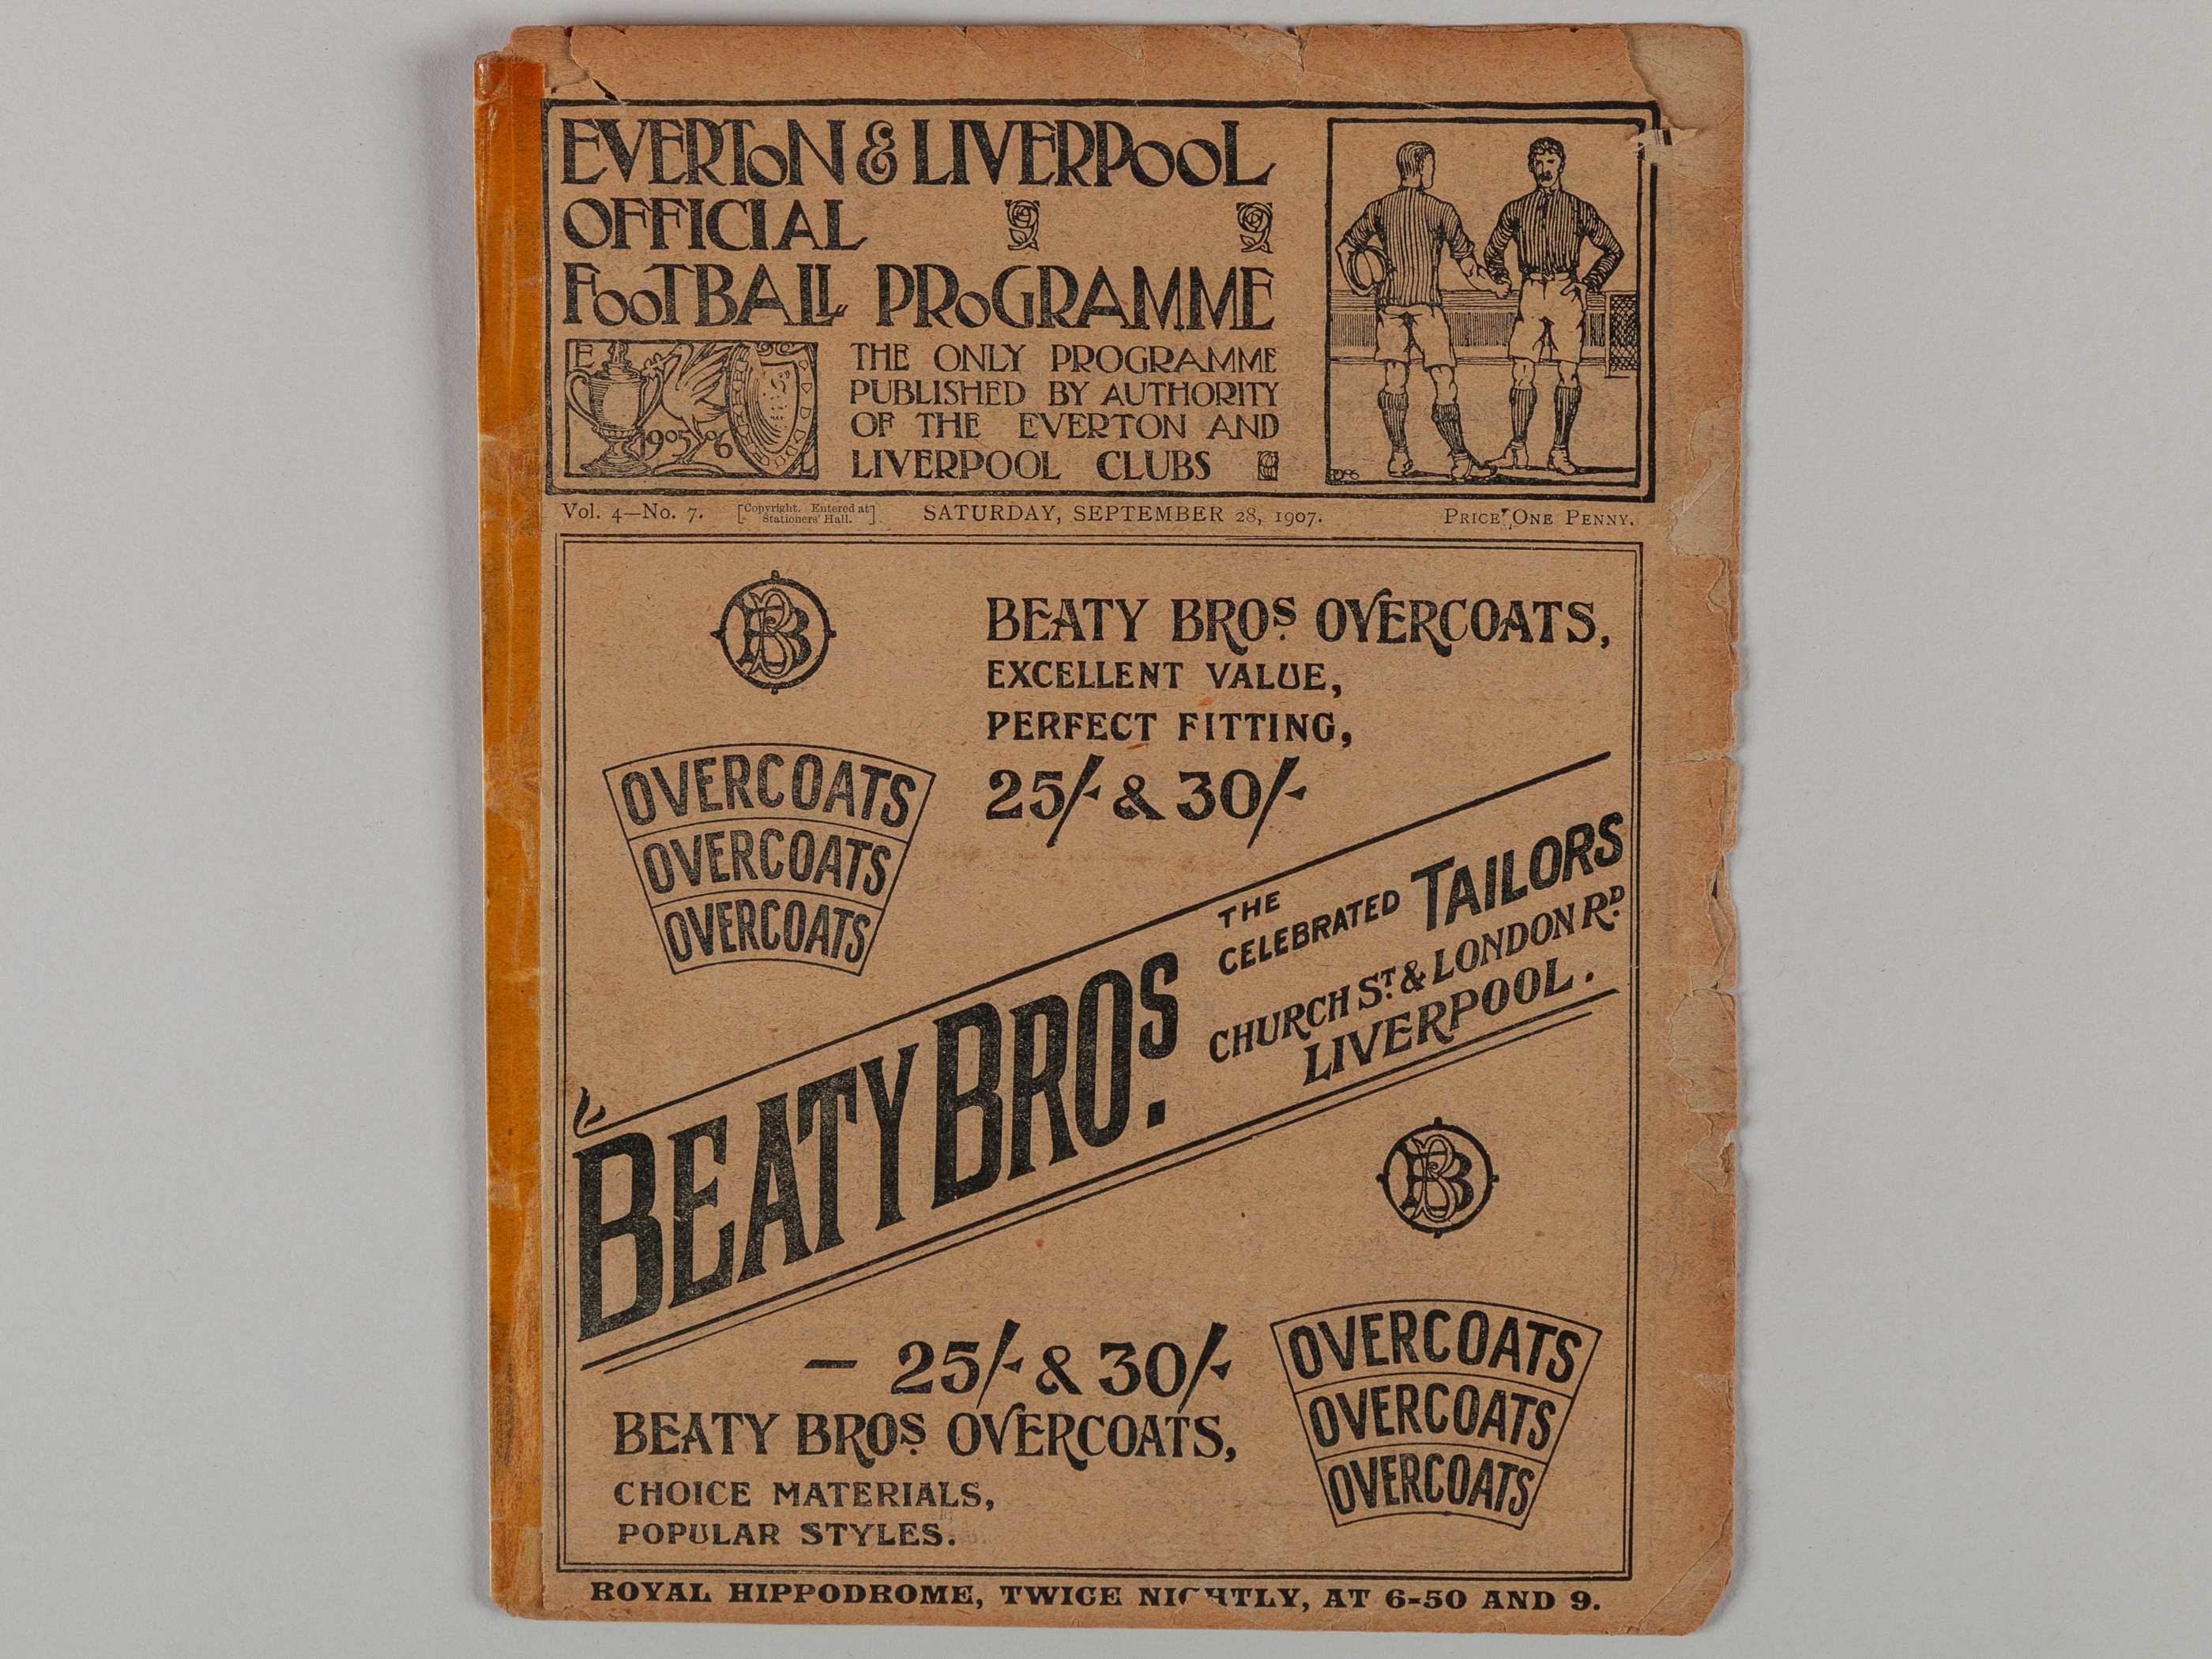 EVERTON & LIVERPOOL
OFFICIAL
FOOTBALL PROGRAMME
E
1905 06
L
THE ONLY PROGRAMME
PUBLISHED BY AUTHORITY
OF THE EVERTON AND
LIVERPOOL CLUBS
Vol. 4—No. 7.
[Copyright. Entered at
Stationers' Hall.]
SATURDAY, SEPTEMBER 28, 1907.
PRICE ONE PENNY.
BB
BEATY BROS. OVERCOATS,
EXCELLENT VALUE,
PERFECT FITTING,
25/- & 30/-
OVERCOATS
OVERCOATS
OVERCOATS
BEATY BROS.
THE
CELEBRATED TAILORS
CHURCH ST. & LONDON RD.
LIVERPOOL.
BB
— 25/- & 30/-
BEATY BROS. OVERCOATS,
CHOICE MATERIALS,
POPULAR STYLES.
OVERCOATS
OVERCOATS
OVERCOATS
ROYAL HIPPODROME, TWICE NIGHTLY, AT 6-50 AND 9.